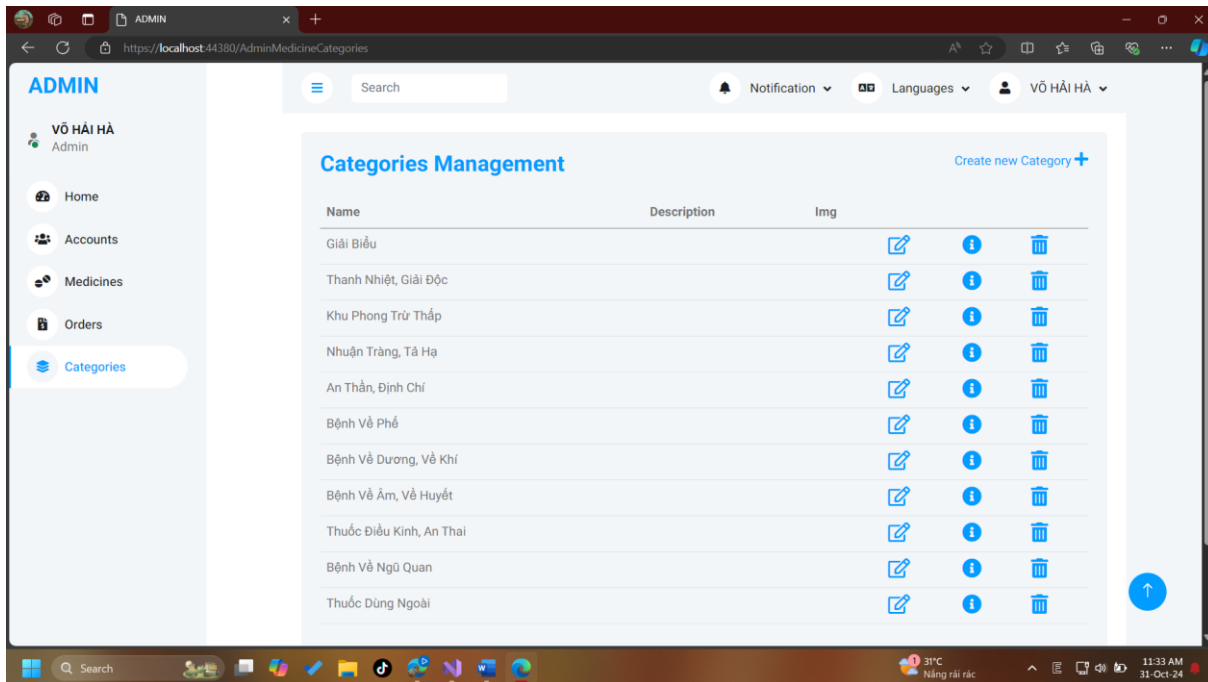 ADMIN
https://localhost:44380/AdminMedicineCategories
ADMIN
Search
Notification
Languages
VÕ HẢI HÀ
VÕ HẢI HÀ
Admin
Home
Accounts
Medicines
Orders
Categories
Categories Management
Create new Category
Name Description Img
Giải Biểu
Thanh Nhiệt, Giải Độc
Khu Phong Trừ Thấp
Nhuận Tràng, Tả Hạ
An Thần, Định Chí
Bệnh Về Phế
Bệnh Về Dương, Về Khí
Bệnh Về Âm, Về Huyết
Thuốc Điều Kinh, An Thai
Bệnh Về Ngũ Quan
Thuốc Dùng Ngoài
Search
1
31°C
Nắng rải rác
11:33 AM
31-Oct-24